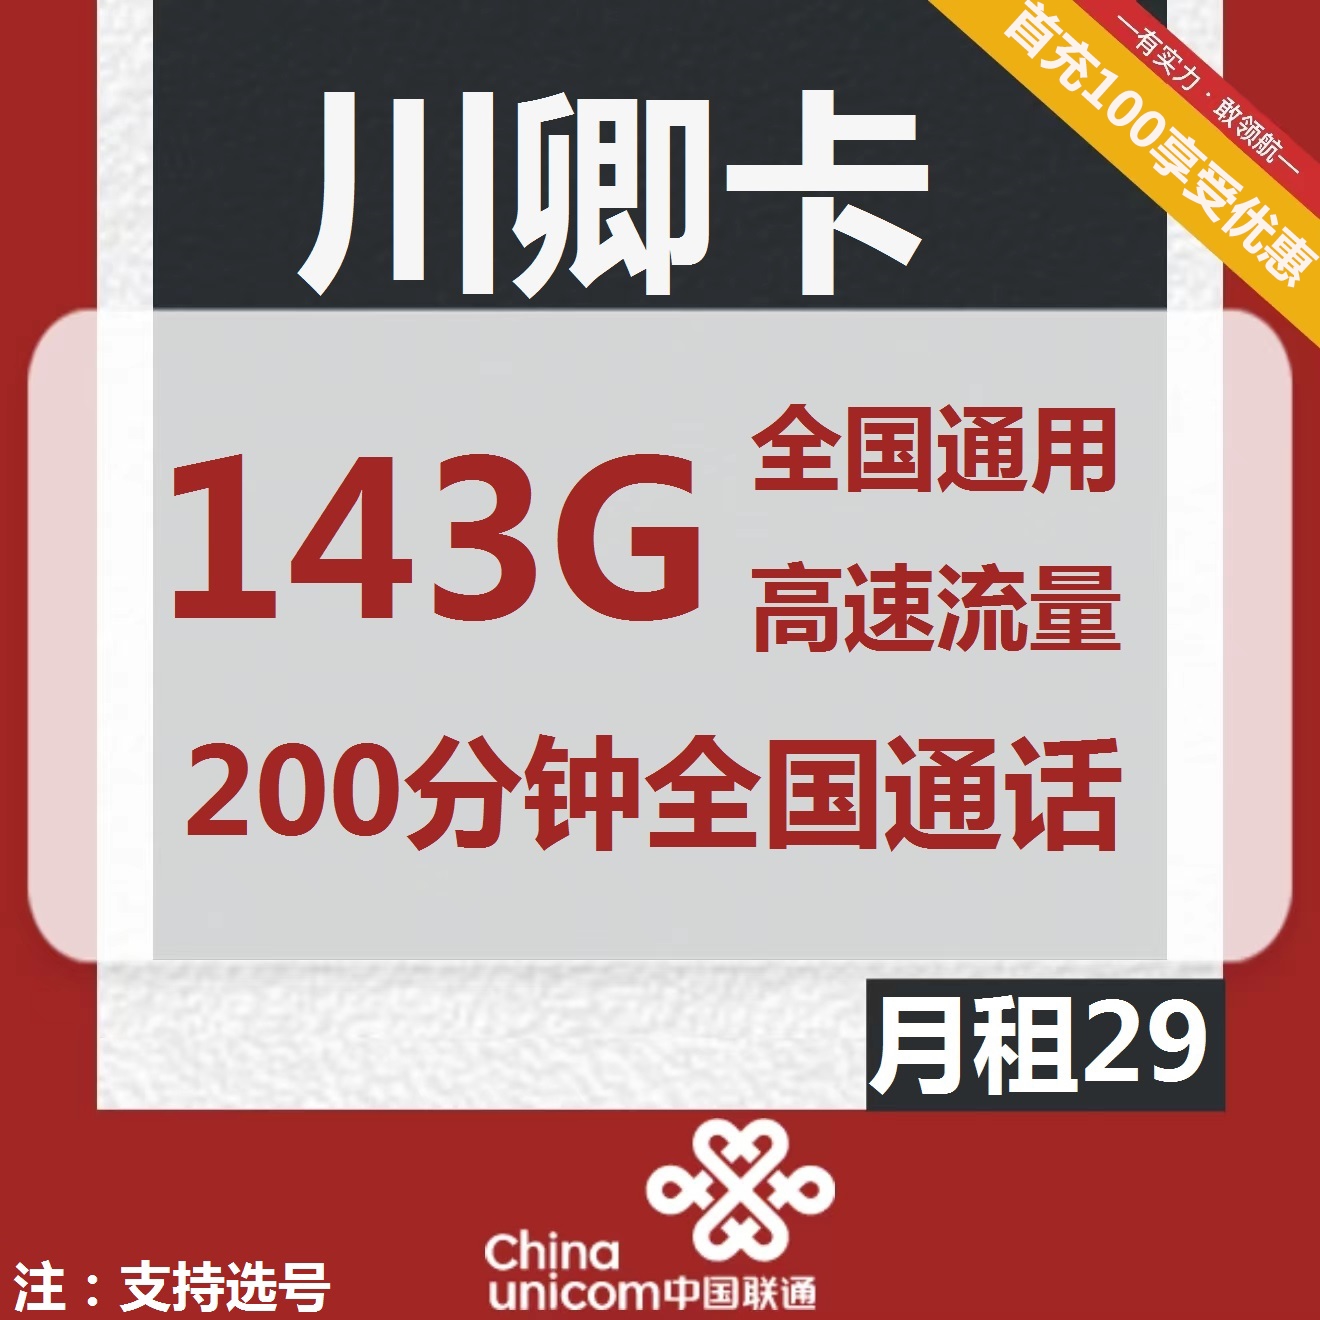 一有实力·敢领航一
首充100享受优惠
川卿卡
143G
全国通用
高速流量
200分钟全国通话
月租29
China
unicom中国联通
注：支持选号